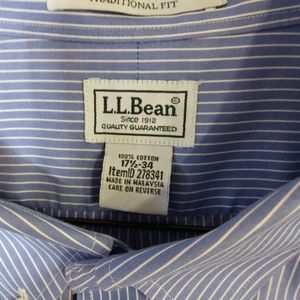 TRADITIONAL FIT
L.L.Bean®
Since 1912
QUALITY GUARANTEED
100% COTTON
17½-34
ItemID 278341
MADE IN MALAYSIA
CARE ON REVERSE